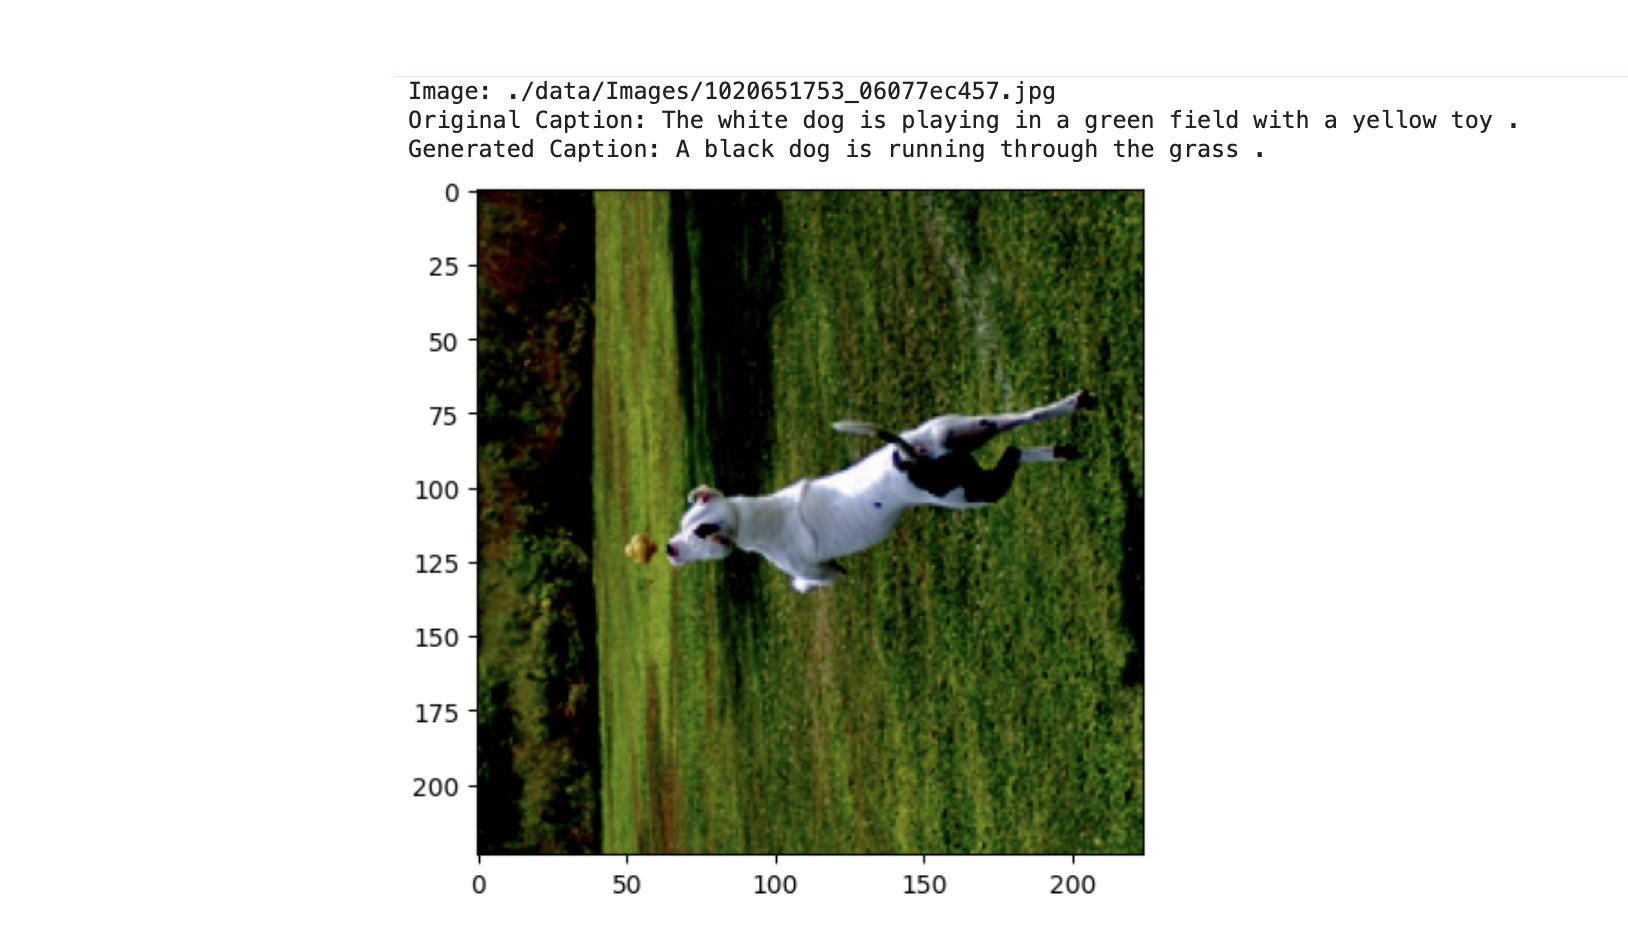 Image: ./data/Images/1020651753_06077ec457.jpg
Original Caption: The white dog is playing in a green field with a yellow toy .
Generated Caption: A black dog is running through the grass .
0
25
50
75
100
125
150
175
200
0 50 100 150 200